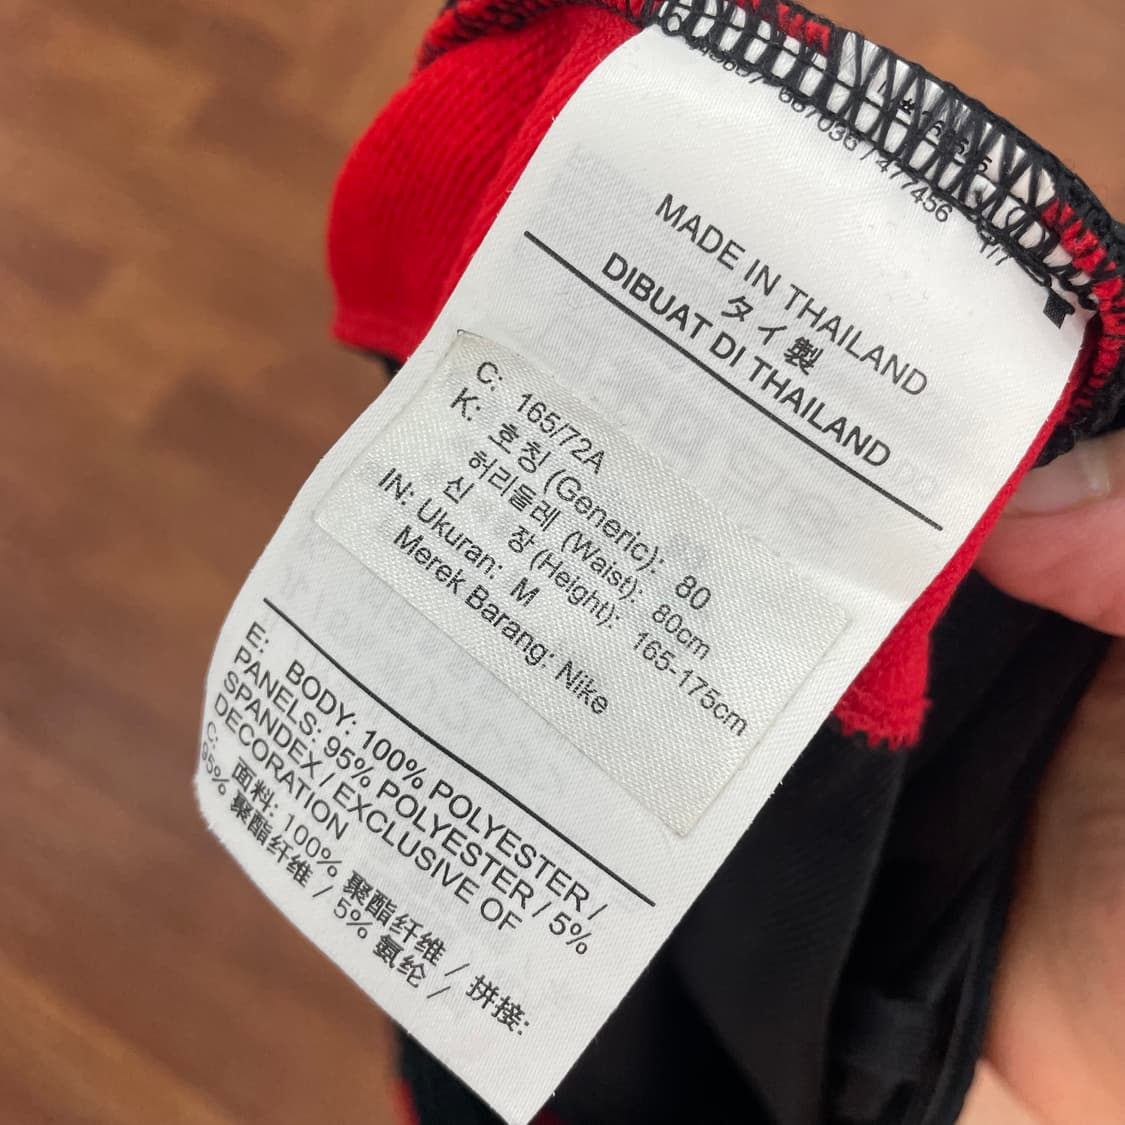 667036 / 477456
MADE IN THAILAND
タイ製
DIBUAT DI THAILAND
C: 165/72A
K: 호칭 (Generic): 80
허리둘레 (Waist): 80cm
신 장 (Height): 165-175cm
IN: Ukuran: M
Merek Barang: Nike
E: BODY: 100% POLYESTER /
PANELS: 95% POLYESTER / 5%
SPANDEX / EXCLUSIVE OF
DECORATION
C: 面料: 100% 聚酯纤维 / 拼接:
95% 聚酯纤维 / 5% 氨纶 /